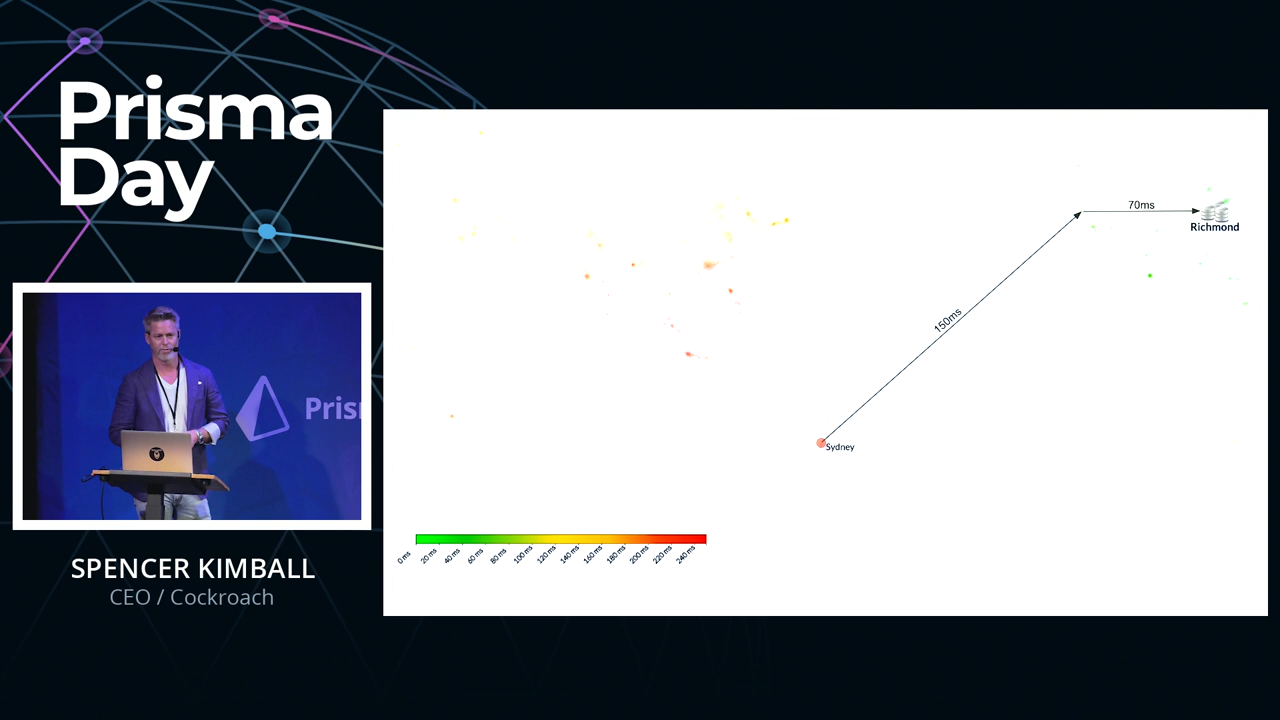 Prisma
Day
Pris
SPENCER KIMBALL
CEO / Cockroach
70ms
Richmond
150ms
Sydney
0 ms
20 ms
40 ms
60 ms
80 ms
100 ms
120 ms
140 ms
160 ms
180 ms
200 ms
220 ms
240 ms